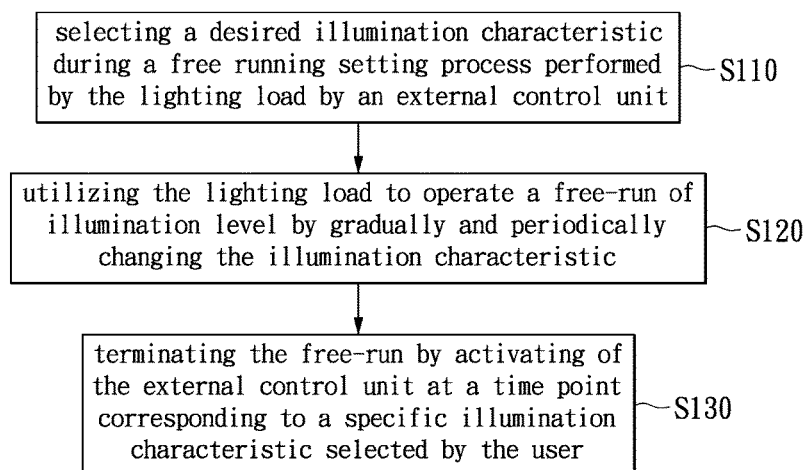 selecting a desired illumination characteristic
during a free running setting process performed
by the lighting load by an external control unit
S110
utilizing the lighting load to operate a free-run of
illumination level by gradually and periodically
changing the illumination characteristic
S120
terminating the free-run by activating of
the external control unit at a time point
corresponding to a specific illumination
characteristic selected by the user
S130